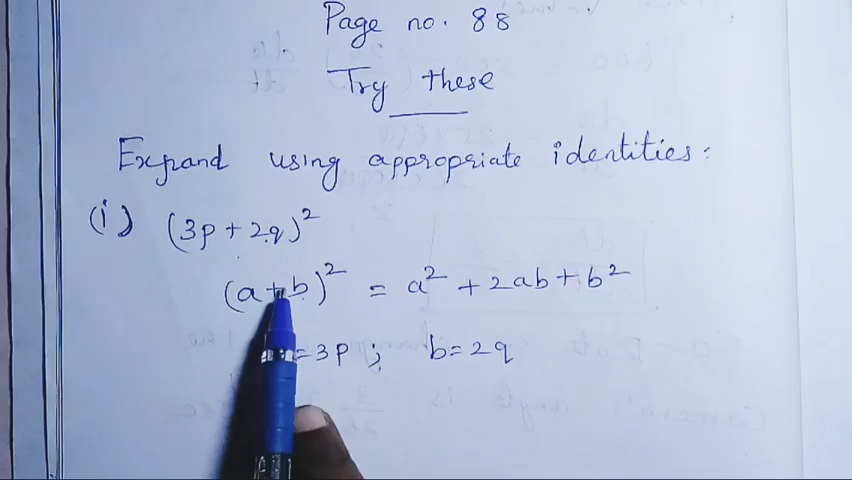 Page no. 88
Try these
Expand using appropriate identities:
(i) (3p + 2q)²
(a + b)² = a² + 2ab + b²
= 3p ; b = 2q